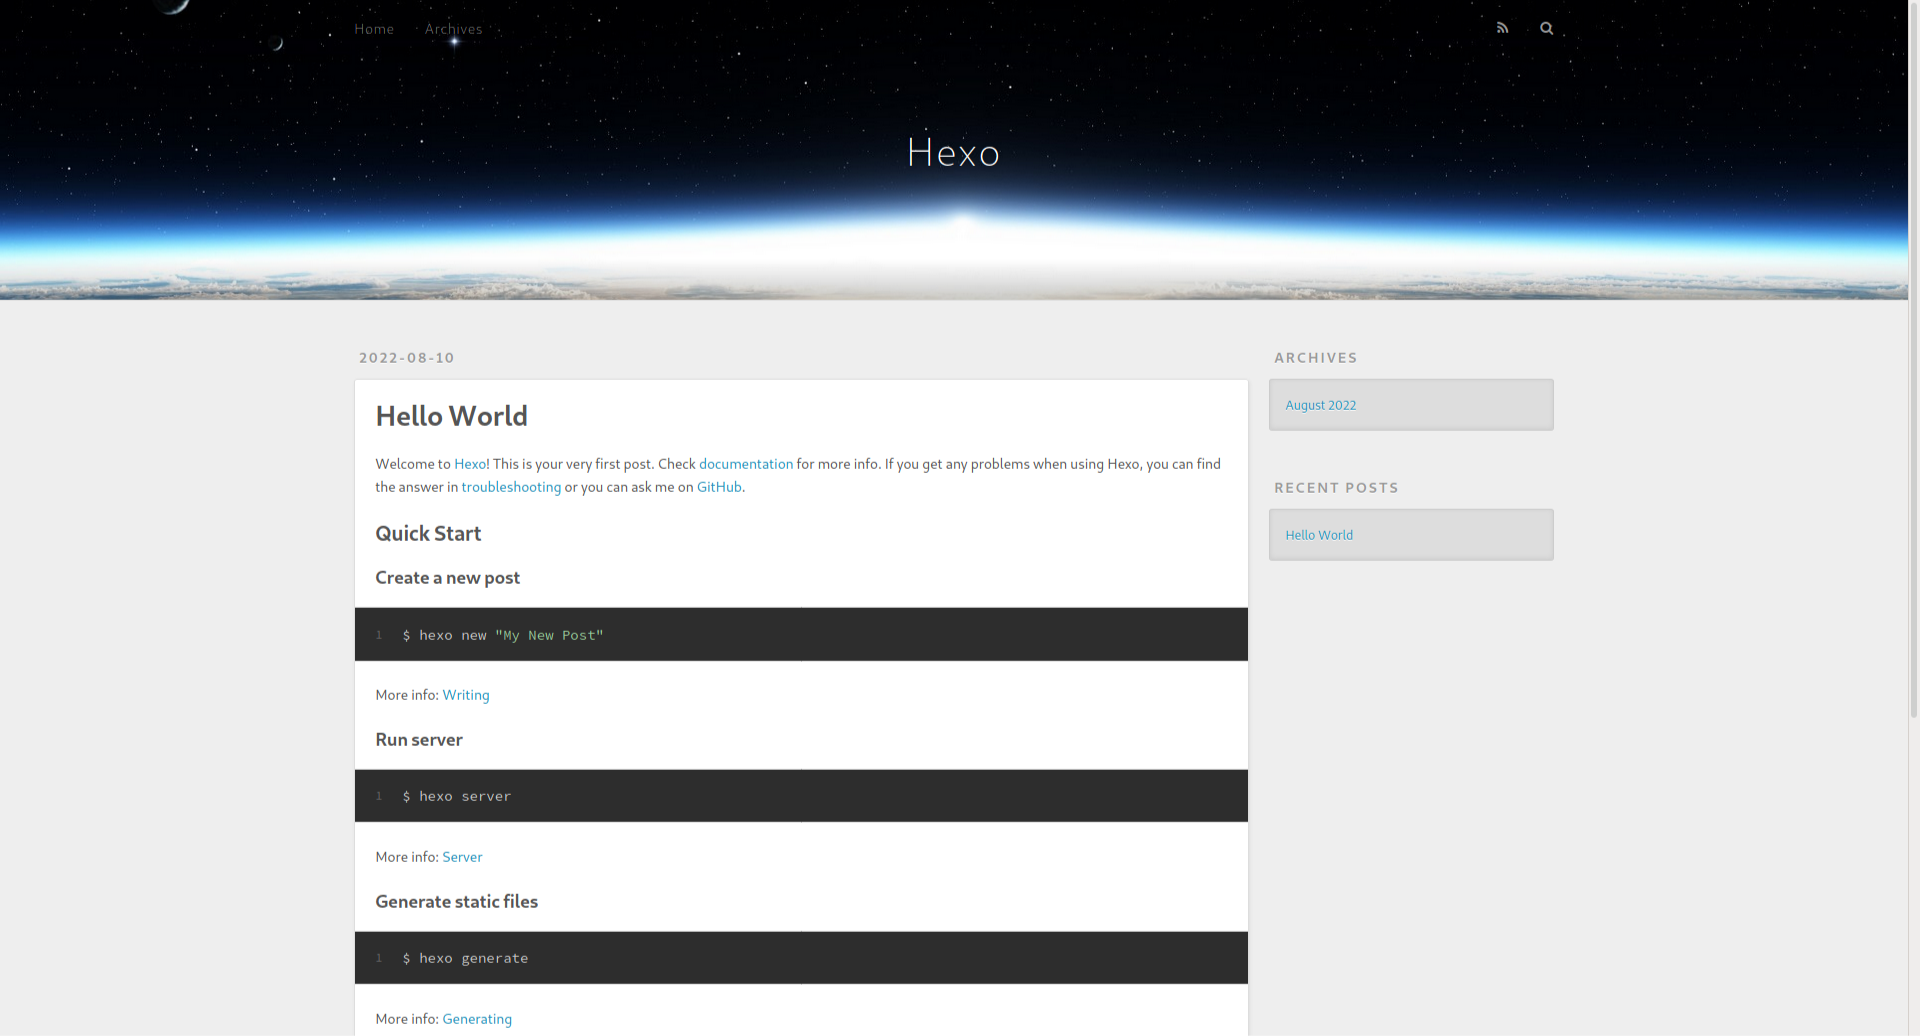 Home Archives
Hexo
2022-08-10
Hello World
Welcome to Hexo! This is your very first post. Check documentation for more info. If you get any problems when using Hexo, you can find
the answer in troubleshooting or you can ask me on GitHub.
Quick Start
Create a new post
1 $ hexo new "My New Post"
More info: Writing
Run server
1 $ hexo server
More info: Server
Generate static files
1 $ hexo generate
More info: Generating
ARCHIVES
August 2022
RECENT POSTS
Hello World